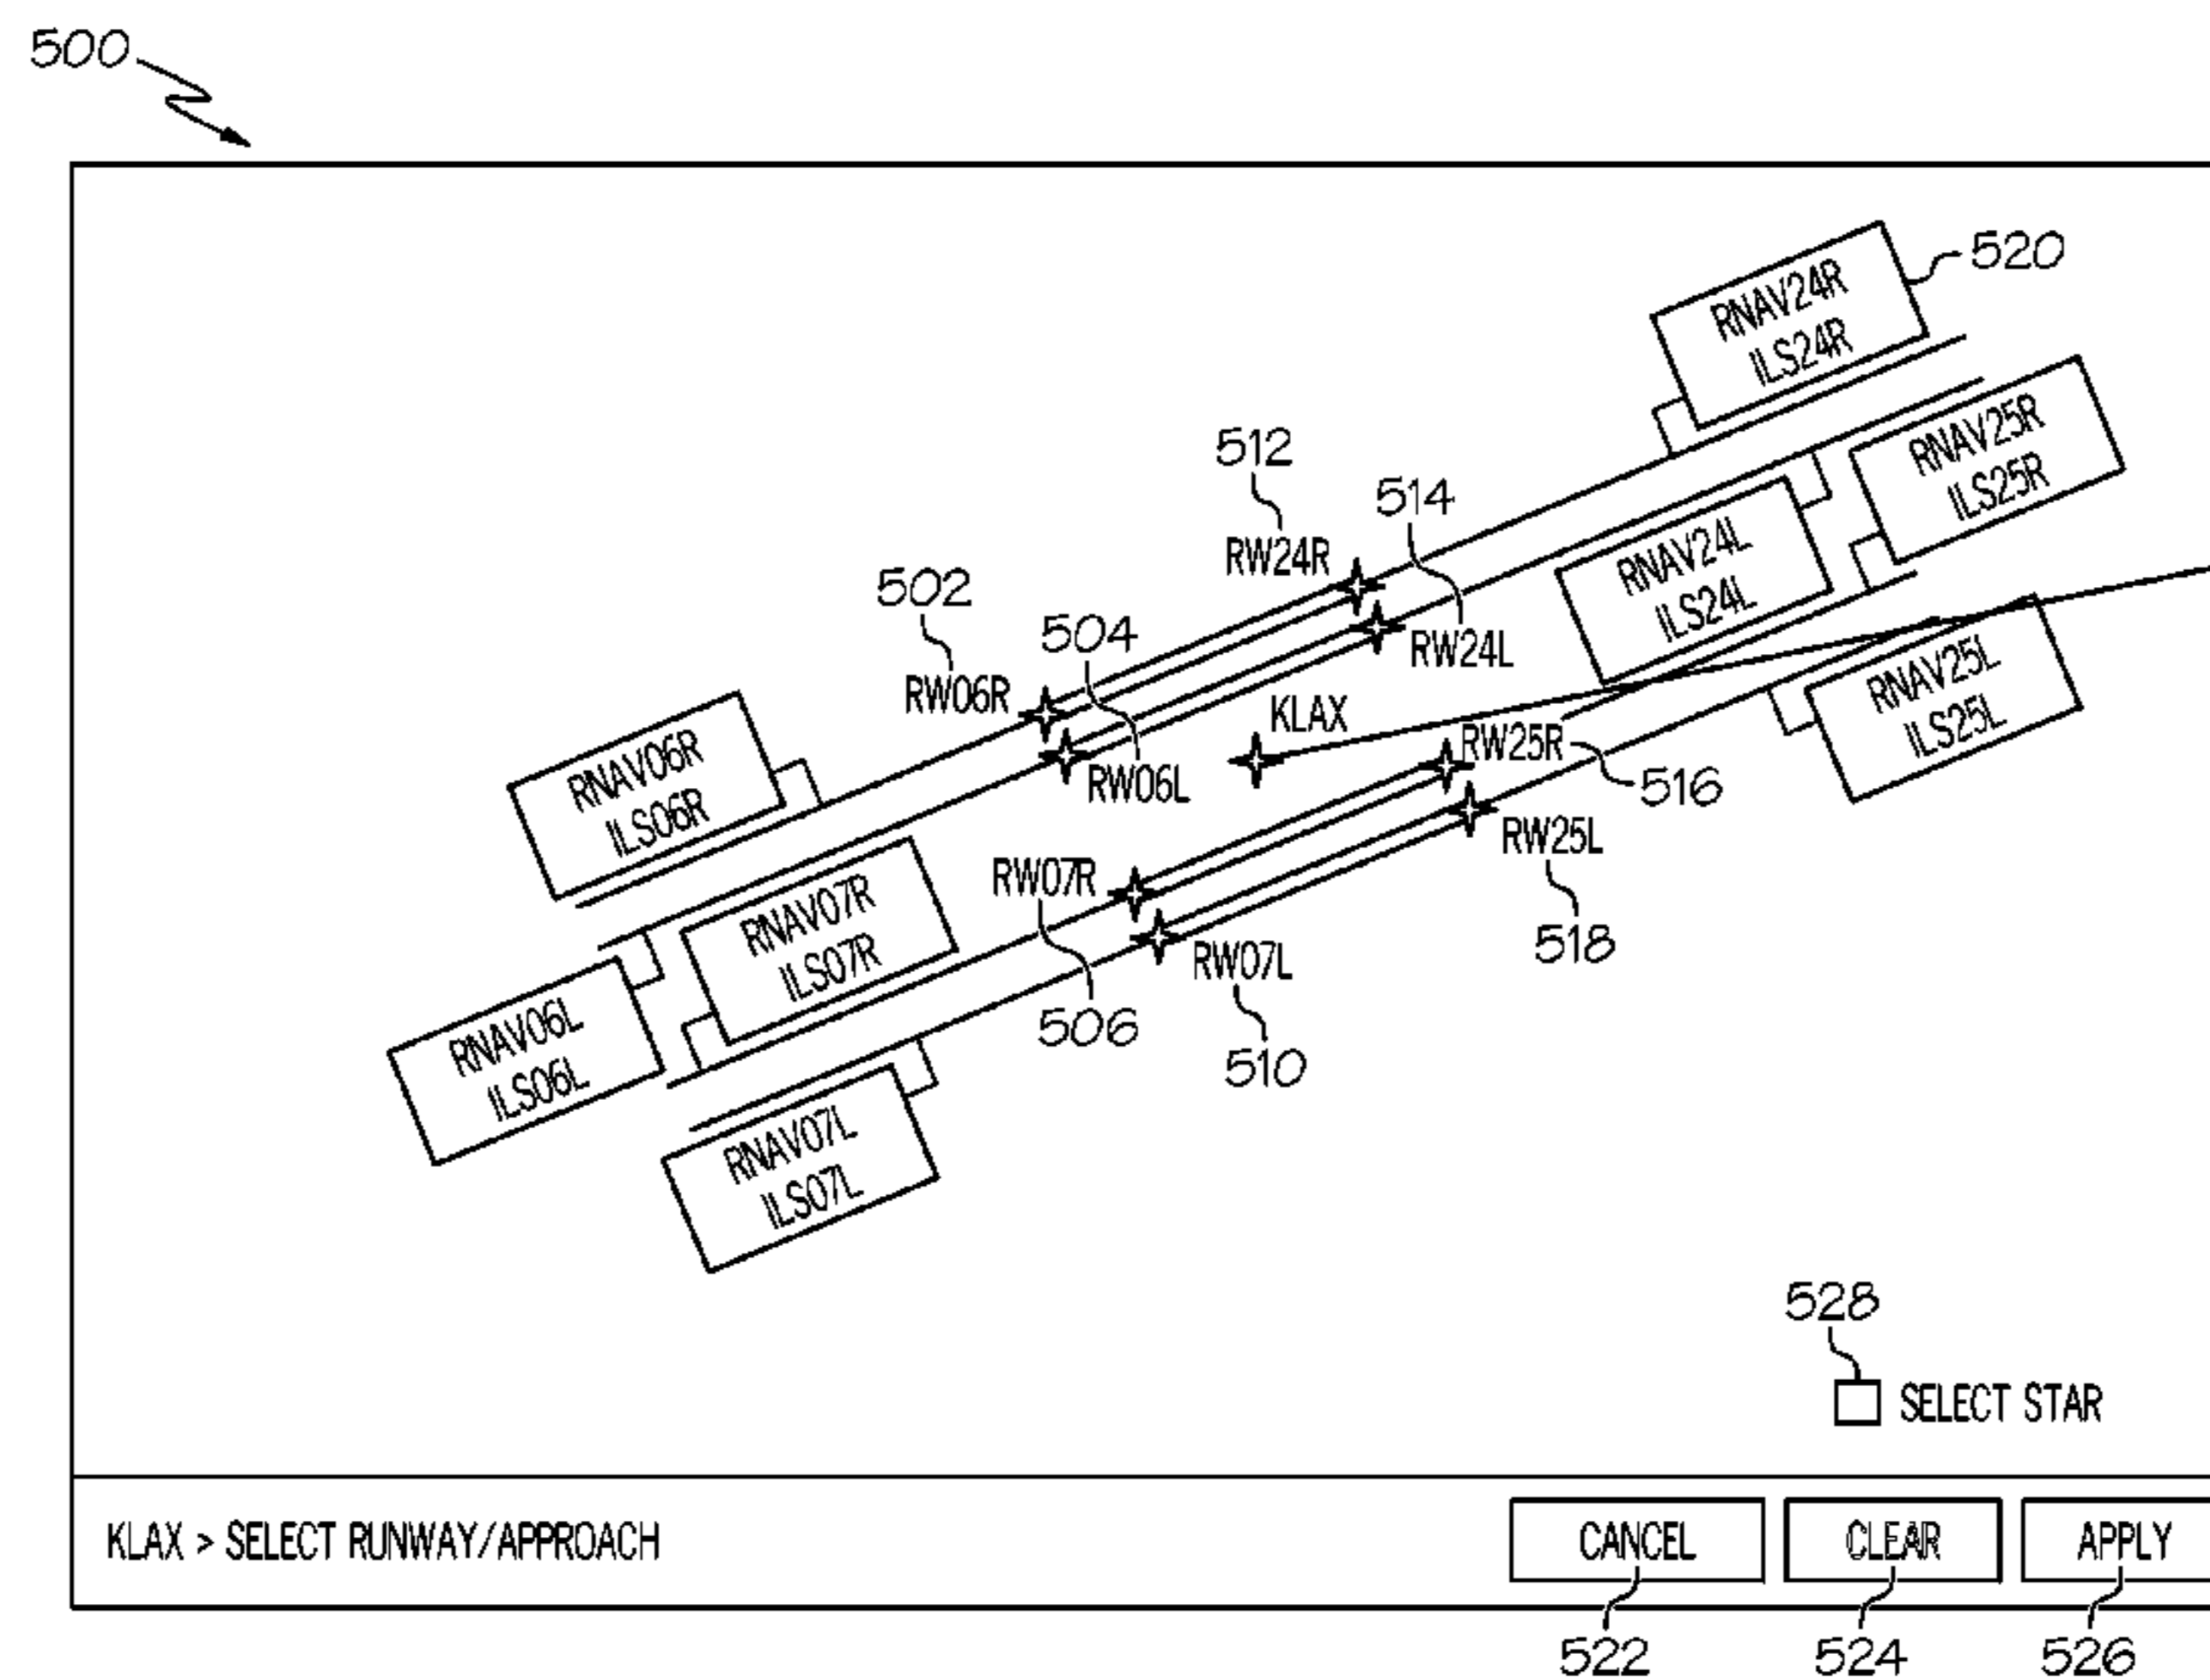 500
RNAV24R
ILS24R
520
512
RW24R
514
RW24L
RNAV25R
ILS25R
RNAV24L
ILS24L
502
RW06R
504
RW06L
KLAX
RW25R
516
RNAV25L
ILS25L
RNAV06R
ILS06R
RW25L
518
RW07R
506
RNAV07R
ILS07R
RW07L
510
RNAV06L
ILS06L
RNAV07L
ILS07L
528
SELECT STAR
KLAX > SELECT RUNWAY/APPROACH
CANCEL
CLEAR
APPLY
522
524
526